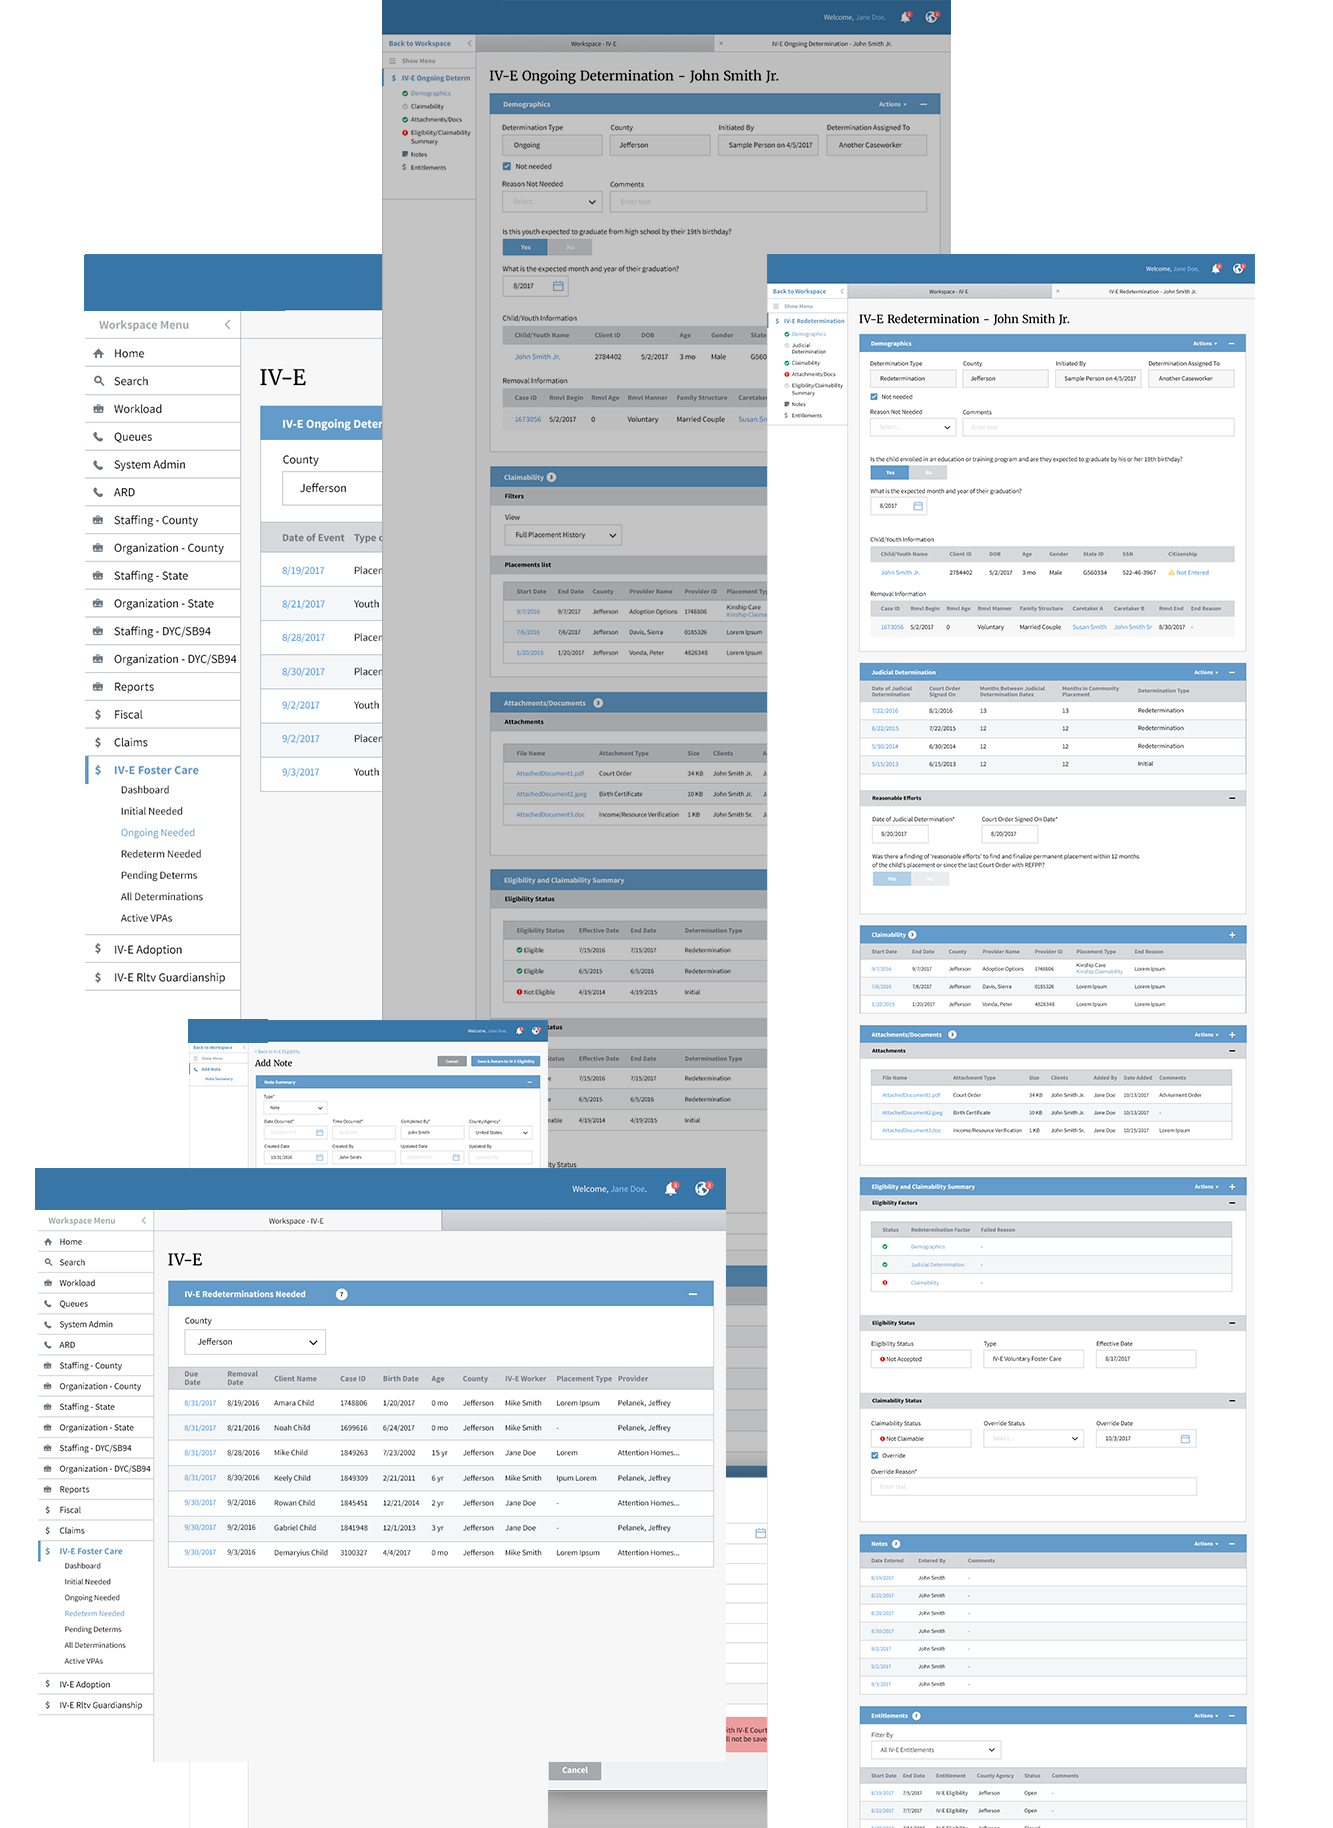 Welcome, Jane Doe.
Back to Workspace
Workspace - IV-E
IV-E Ongoing Determination - John Smith Jr.
Show Menu
IV-E Ongoing Determ
Demographics
Claimability
Attachments/Docs
Eligibility/Claimability
Summary
Notes
Entitlements
IV-E Ongoing Determination - John Smith Jr.
Demographics Actions
Determination Type County Initiated By Determination Assigned To
Ongoing Jefferson Sample Person on 4/5/2017 Another Caseworker
Not needed
Reason Not Needed Comments
Select... Enter text
Is this youth expected to graduate from high school by their 19th birthday?
Yes No
What is the expected month and year of their graduation?
8/2017
Child/Youth Information
Child/Youth Name Client ID DOB Age Gender State
John Smith Jr. 2784402 5/2/2017 3 mo Male G560
Removal Information
Case ID Rmvl Begin Rmvl Age Rmvl Manner Family Structure Caretak
1673056 5/2/2017 0 Voluntary Married Couple Susan Sm
Claimability 3
Filters
View
Full Placement History
Placements list
Start Date End Date County Provider Name Provider ID Placement Ty
9/7/2016 9/7/2017 Jefferson Adoption Options 1748806 Kinship Care
Kinship Claima
7/6/2016 7/6/2017 Jefferson Davis, Sierra 0185326 Lorem Ipsum
1/20/2015 1/20/2017 Jefferson Vonda, Peter 4826348 Lorem Ipsum
Attachments/Documents 3
Attachments
File Name Attachment Type Size Clients A
AttachedDocument1.pdf Court Order 34 KB John Smith Jr. J
AttachedDocument2.jpeg Birth Certificate 10 KB John Smith Jr. J
AttachedDocument3.doc Income/Resource Verification 1 KB John Smith Sr. J
Eligibility and Claimability Summary
Eligibility Status
Eligibility Status Effective Date End Date Determination Type
Eligible 7/15/2016 7/15/2017 Redetermination
Eligible 6/5/2015 6/5/2016 Redetermination
Not Eligible 4/19/2014 4/19/2015 Initial
tatus
Status Effective Date End Date Determination Type
le 7/15/2016 7/15/2017 Redetermination
le 6/5/2015 6/5/2016 Redetermination
nable 4/19/2014 4/19/2015 Initial
ity Status
Workspace Menu
Home
Search
Workload
Queues
System Admin
ARD
Staffing - County
Organization - County
Staffing - State
Organization - State
Staffing - DYC/SB94
Organization - DYC/SB94
Reports
Fiscal
Claims
IV-E Foster Care
Dashboard
Initial Needed
Ongoing Needed
Redeterm Needed
Pending Determs
All Determinations
Active VPAs
IV-E Adoption
IV-E Rltv Guardianship
IV-E
IV-E Ongoing Deter
County
Jefferson
Date of Event Type o
8/19/2017 Placem
8/21/2017 Youth
8/28/2017 Placem
8/30/2017 Placem
9/2/2017 Youth
9/2/2017 Placem
9/3/2017 Youth
Welcome, Jane Doe.
Back to Workspace
Show Menu
Add Note
Note Summary
< Back to IV-E Eligibility
Add Note
Cancel Save & Return to IV-E Eligibility
Note Summary
Type*
Note
Date Occurred* Time Occurred* Completed By* County/Agency*
John Smith United States
Created Date Created By Updated Date Updated By
10/31/2016 John Smith
Welcome, Jane Doe.
Workspace Menu
Workspace - IV-E
Home
Search
Workload
Queues
System Admin
ARD
Staffing - County
Organization - County
Staffing - State
Organization - State
Staffing - DYC/SB94
Organization - DYC/SB94
Reports
Fiscal
Claims
IV-E Foster Care
Dashboard
Initial Needed
Ongoing Needed
Redeterm Needed
Pending Determs
All Determinations
Active VPAs
IV-E Adoption
IV-E Rltv Guardianship
IV-E
IV-E Redeterminations Needed 7
County
Jefferson
Due Date Removal Date Client Name Case ID Birth Date Age County IV-E Worker Placement Type Provider
8/31/2017 8/19/2016 Amara Child 1748806 1/20/2017 0 mo Jefferson Mike Smith Lorem Ipsum Pelanek, Jeffrey
8/31/2017 8/21/2016 Noah Child 1699616 6/24/2017 0 mo Jefferson Mike Smith - Pelanek, Jeffrey
8/31/2017 8/28/2016 Mike Child 1849263 7/23/2002 15 yr Jefferson Jane Doe Lorem Attention Homes...
8/31/2017 8/30/2016 Keely Child 1849309 2/21/2011 6 yr Jefferson Mike Smith Ipum Lorem Pelanek, Jeffrey
9/30/2017 9/2/2016 Rowan Child 1845451 12/21/2014 2 yr Jefferson Jane Doe - Attention Homes...
9/30/2017 9/2/2016 Gabriel Child 1841948 12/1/2013 3 yr Jefferson Jane Doe - Pelanek, Jeffrey
9/30/2017 9/3/2016 Demaryius Child 3100327 4/4/2017 0 mo Jefferson Mike Smith Lorem Ipsum Attention Homes...
ith IV-E Court
ll not be save
Cancel
Welcome, Jane Doe.
Back to Workspace
Workspace - IV-E
IV-E Redetermination - John Smith Jr.
Show Menu
IV-E Redetermination
Demographics
Judicial
Determination
Claimability
Attachments/Docs
Eligibility/Claimability
Summary
Notes
Entitlements
IV-E Redetermination - John Smith Jr.
Demographics Actions
Determination Type County Initiated By Determination Assigned To
Redetermination Jefferson Sample Person on 4/5/2017 Another Caseworker
Not needed
Reason Not Needed Comments
Select... Enter text
Is the child enrolled in an education or training program and are they expected to graduate by his or her 19th birthday?
Yes No
What is the expected month and year of their graduation?
8/2017
Child/Youth Information
Child/Youth Name Client ID DOB Age Gender State ID SSN Citizenship
John Smith Jr. 2784402 5/2/2017 3 mo Male G560334 522-46-3967 Not Entered
Removal Information
Case ID Rmvl Begin Rmvl Age Rmvl Manner Family Structure Caretaker A Caretaker B Rmvl End End Reason
1673056 5/2/2017 0 Voluntary Married Couple Susan Smith John Smith Sr 8/30/2017 -
Judicial Determination Actions
Date of Judicial Determination Court Order Signed On Months Between Judicial Determination Dates Months in Community Placement Determination Type
7/22/2016 8/1/2016 13 13 Redetermination
6/22/2015 7/22/2015 12 12 Redetermination
5/30/2014 6/30/2014 12 12 Redetermination
5/15/2013 6/15/2013 12 12 Initial
Reasonable Efforts
Date of Judicial Determination* Court Order Signed On Date*
8/20/2017 8/20/2017
Was there a finding of 'reasonable efforts' to find and finalize permanent placement within 12 months
of the child's placement or since the last Court Order with REFPP?
Yes No
Claimability 3
Start Date End Date County Provider Name Provider ID Placement Type End Reason
9/7/2016 9/7/2017 Jefferson Adoption Options 1748806 Kinship Care Lorem Ipsum
Kinship Claimability
7/6/2016 7/6/2017 Jefferson Davis, Sierra 0185326 Lorem Ipsum Lorem Ipsum
1/20/2015 1/20/2017 Jefferson Vonda, Peter 4826348 Lorem Ipsum Lorem Ipsum
Attachments/Documents 3 Actions
Attachments
File Name Attachment Type Size Clients Added By Date Added Comments
AttachedDocument1.pdf Court Order 34 KB John Smith Jr. Jane Doe 10/13/2017 Advisement Order
AttachedDocument2.jpeg Birth Certificate 10 KB John Smith Jr. Jane Doe 10/13/2017 -
AttachedDocument3.doc Income/Resource Verification 1 KB John Smith Sr. Jane Doe 10/15/2017 Lorem Ipsum
Eligibility and Claimability Summary Actions
Eligibility Factors
Status Redetermination Factor Failed Reason
Demographics -
Judicial Determination -
Claimability -
Eligibility Status
Eligibility Status Type Effective Date
Not Accepted IV-E Voluntary Foster Care 8/17/2017
Claimability Status
Claimability Status Override Status Override Date
Not Claimable Select... 10/3/2017
Override
Override Reason*
Enter text
Notes 7 Actions
Date Entered Entered By Comments
8/19/2017 John Smith -
8/21/2017 John Smith -
8/28/2017 John Smith -
8/30/2017 John Smith -
9/2/2017 John Smith -
9/2/2017 John Smith -
9/3/2017 John Smith -
Entitlements 7 Actions
Filter By
All IV-E Entitlements
Start Date End Date Entitlement County Agency Status Comments
8/19/2017 7/5/2017 IV-E Eligibility Jefferson Open -
8/21/2017 7/7/2017 IV-E Eligibility Jefferson Open -